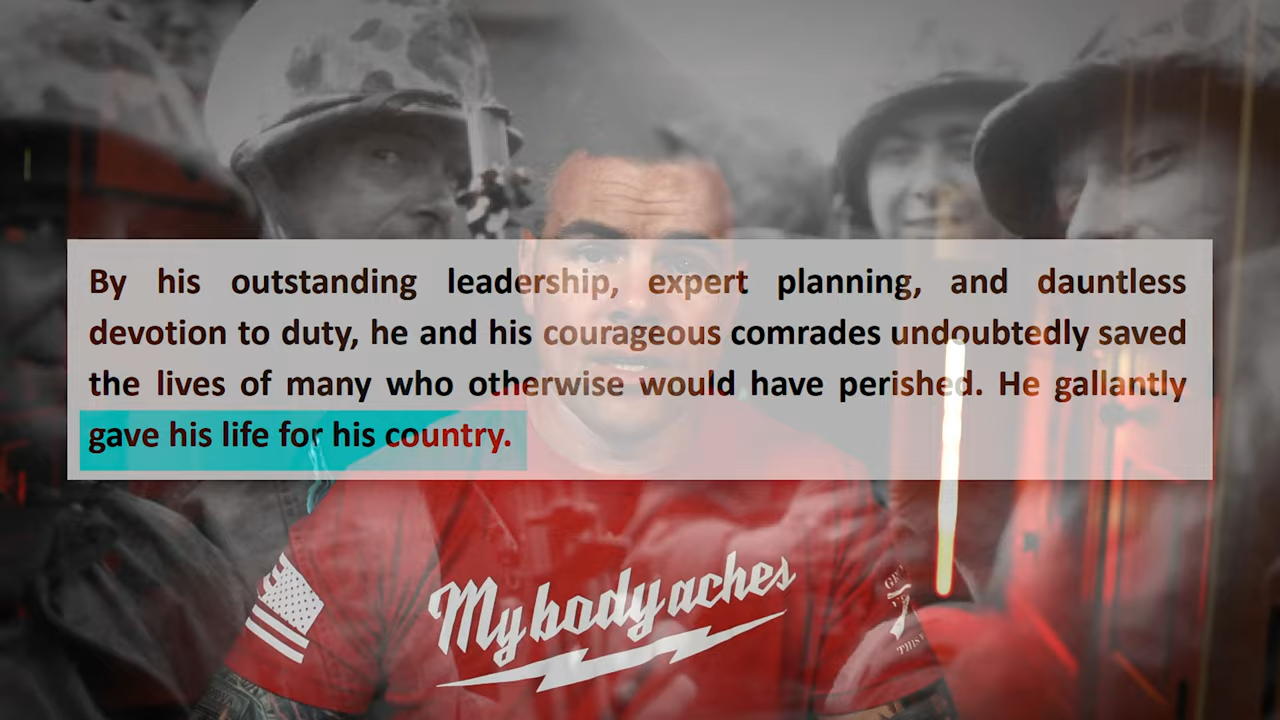 By his outstanding leadership, expert planning, and dauntless
devotion to duty, he and his courageous comrades undoubtedly saved
the lives of many who otherwise would have perished. He gallantly
gave his life for his country.
My body aches